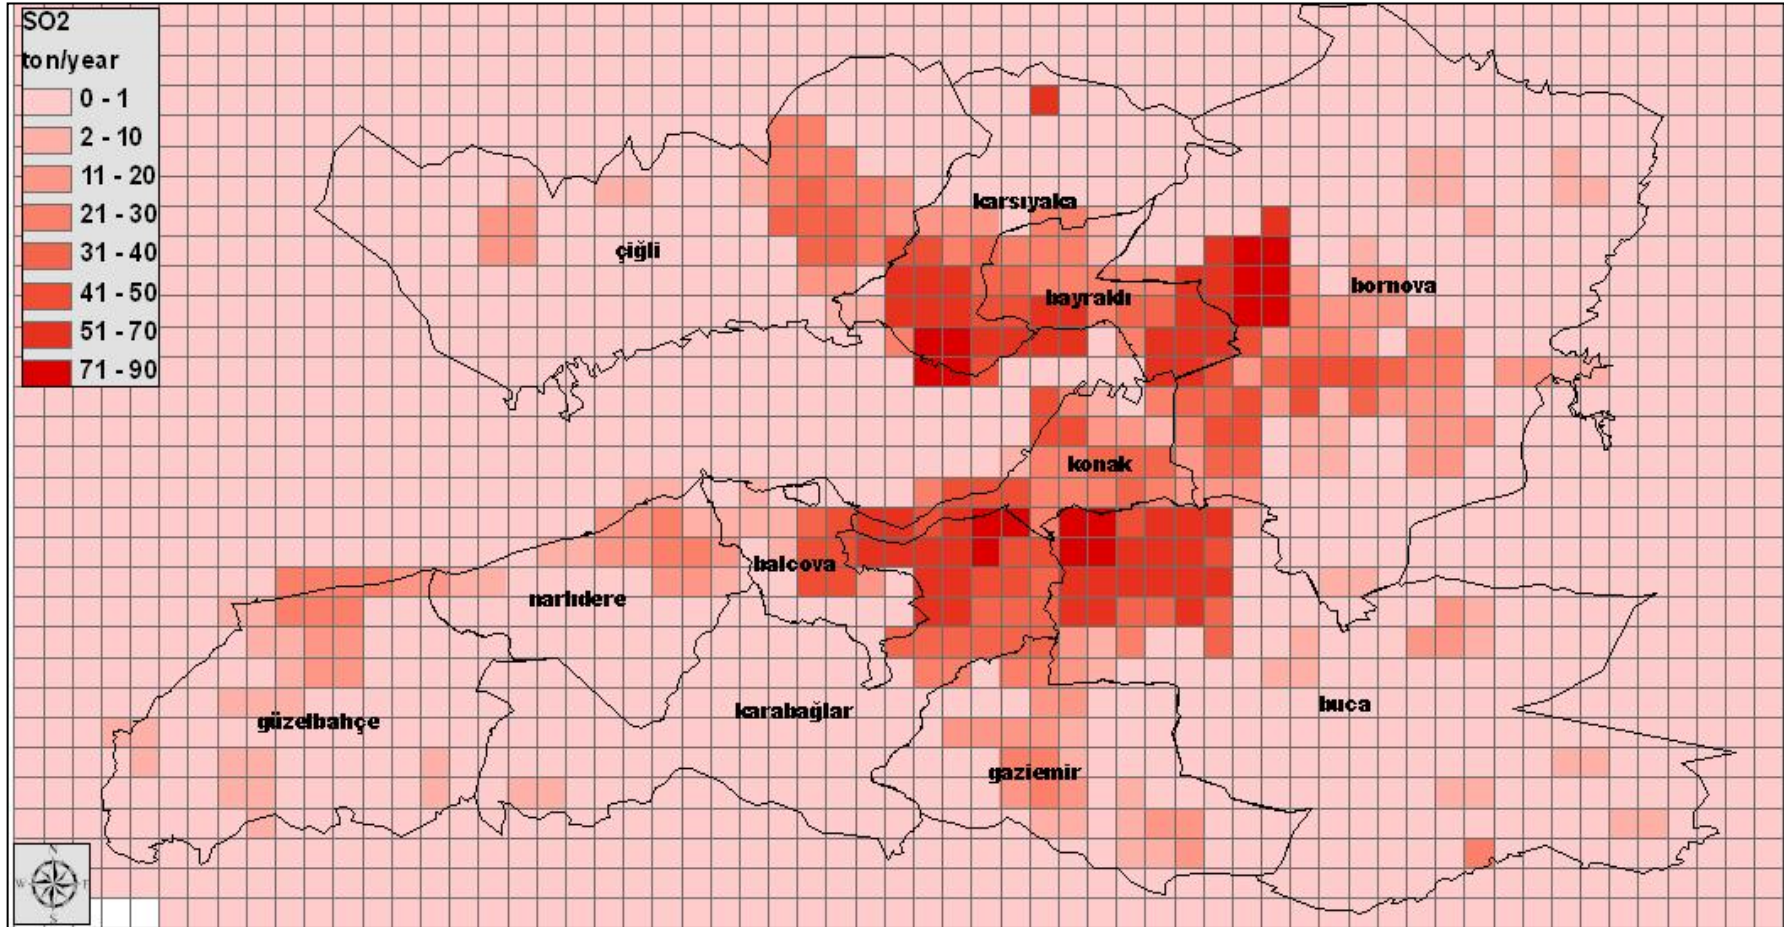 SO2
ton/year
0 - 1
2 - 10
11 - 20
21 - 30
31 - 40
41 - 50
51 - 70
71 - 90
karsıyaka
çiğli
bayraklı
bornova
konak
balcova
narlıdere
güzelbahçe
karabağlar
buca
gaziemir
N
W
E
S